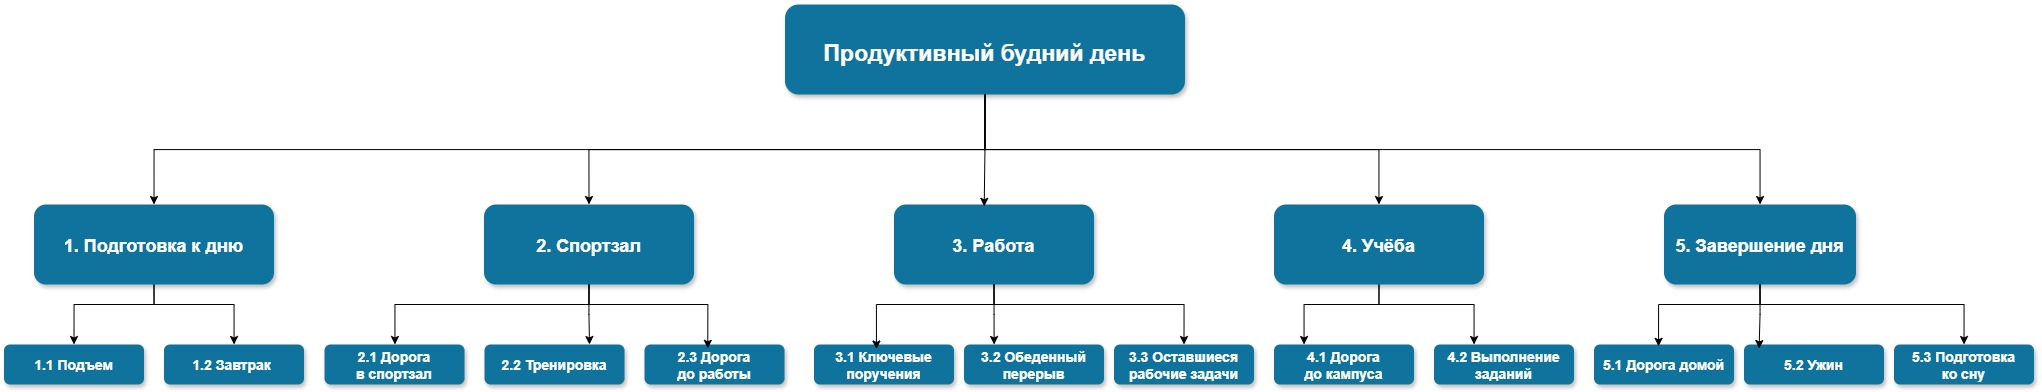 Продуктивный будний день
1. Подготовка к дню
2. Спортзал
3. Работа
4. Учёба
5. Завершение дня
1.1 Подъем
1.2 Завтрак
2.1 Дорога
в спортзал
2.2 Тренировка
2.3 Дорога
до работы
3.1 Ключевые
поручения
3.2 Обеденный
перерыв
3.3 Оставшиеся
рабочие задачи
4.1 Дорога
до кампуса
4.2 Выполнение
заданий
5.1 Дорога домой
5.2 Ужин
5.3 Подготовка
ко сну